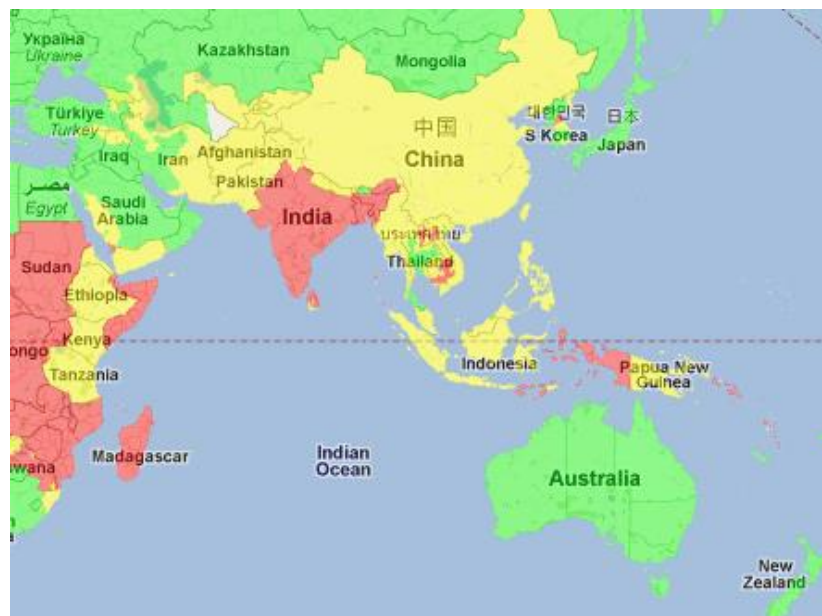 Україна
Ukraine
Kazakhstan
Mongolia
Türkiye
Turkey
中国
China
대한민국
S Korea
日本
Japan
Iraq
Iran
Afghanistan
Pakistan
مصر
Egypt
Saudi
Arabia
India
ประเทศไทย
Thailand
Sudan
Ethiopia
Kenya
Tanzania
Indonesia
Papua New
Guinea
Madagascar
Indian
Ocean
Australia
New
Zealand
ongo
wana